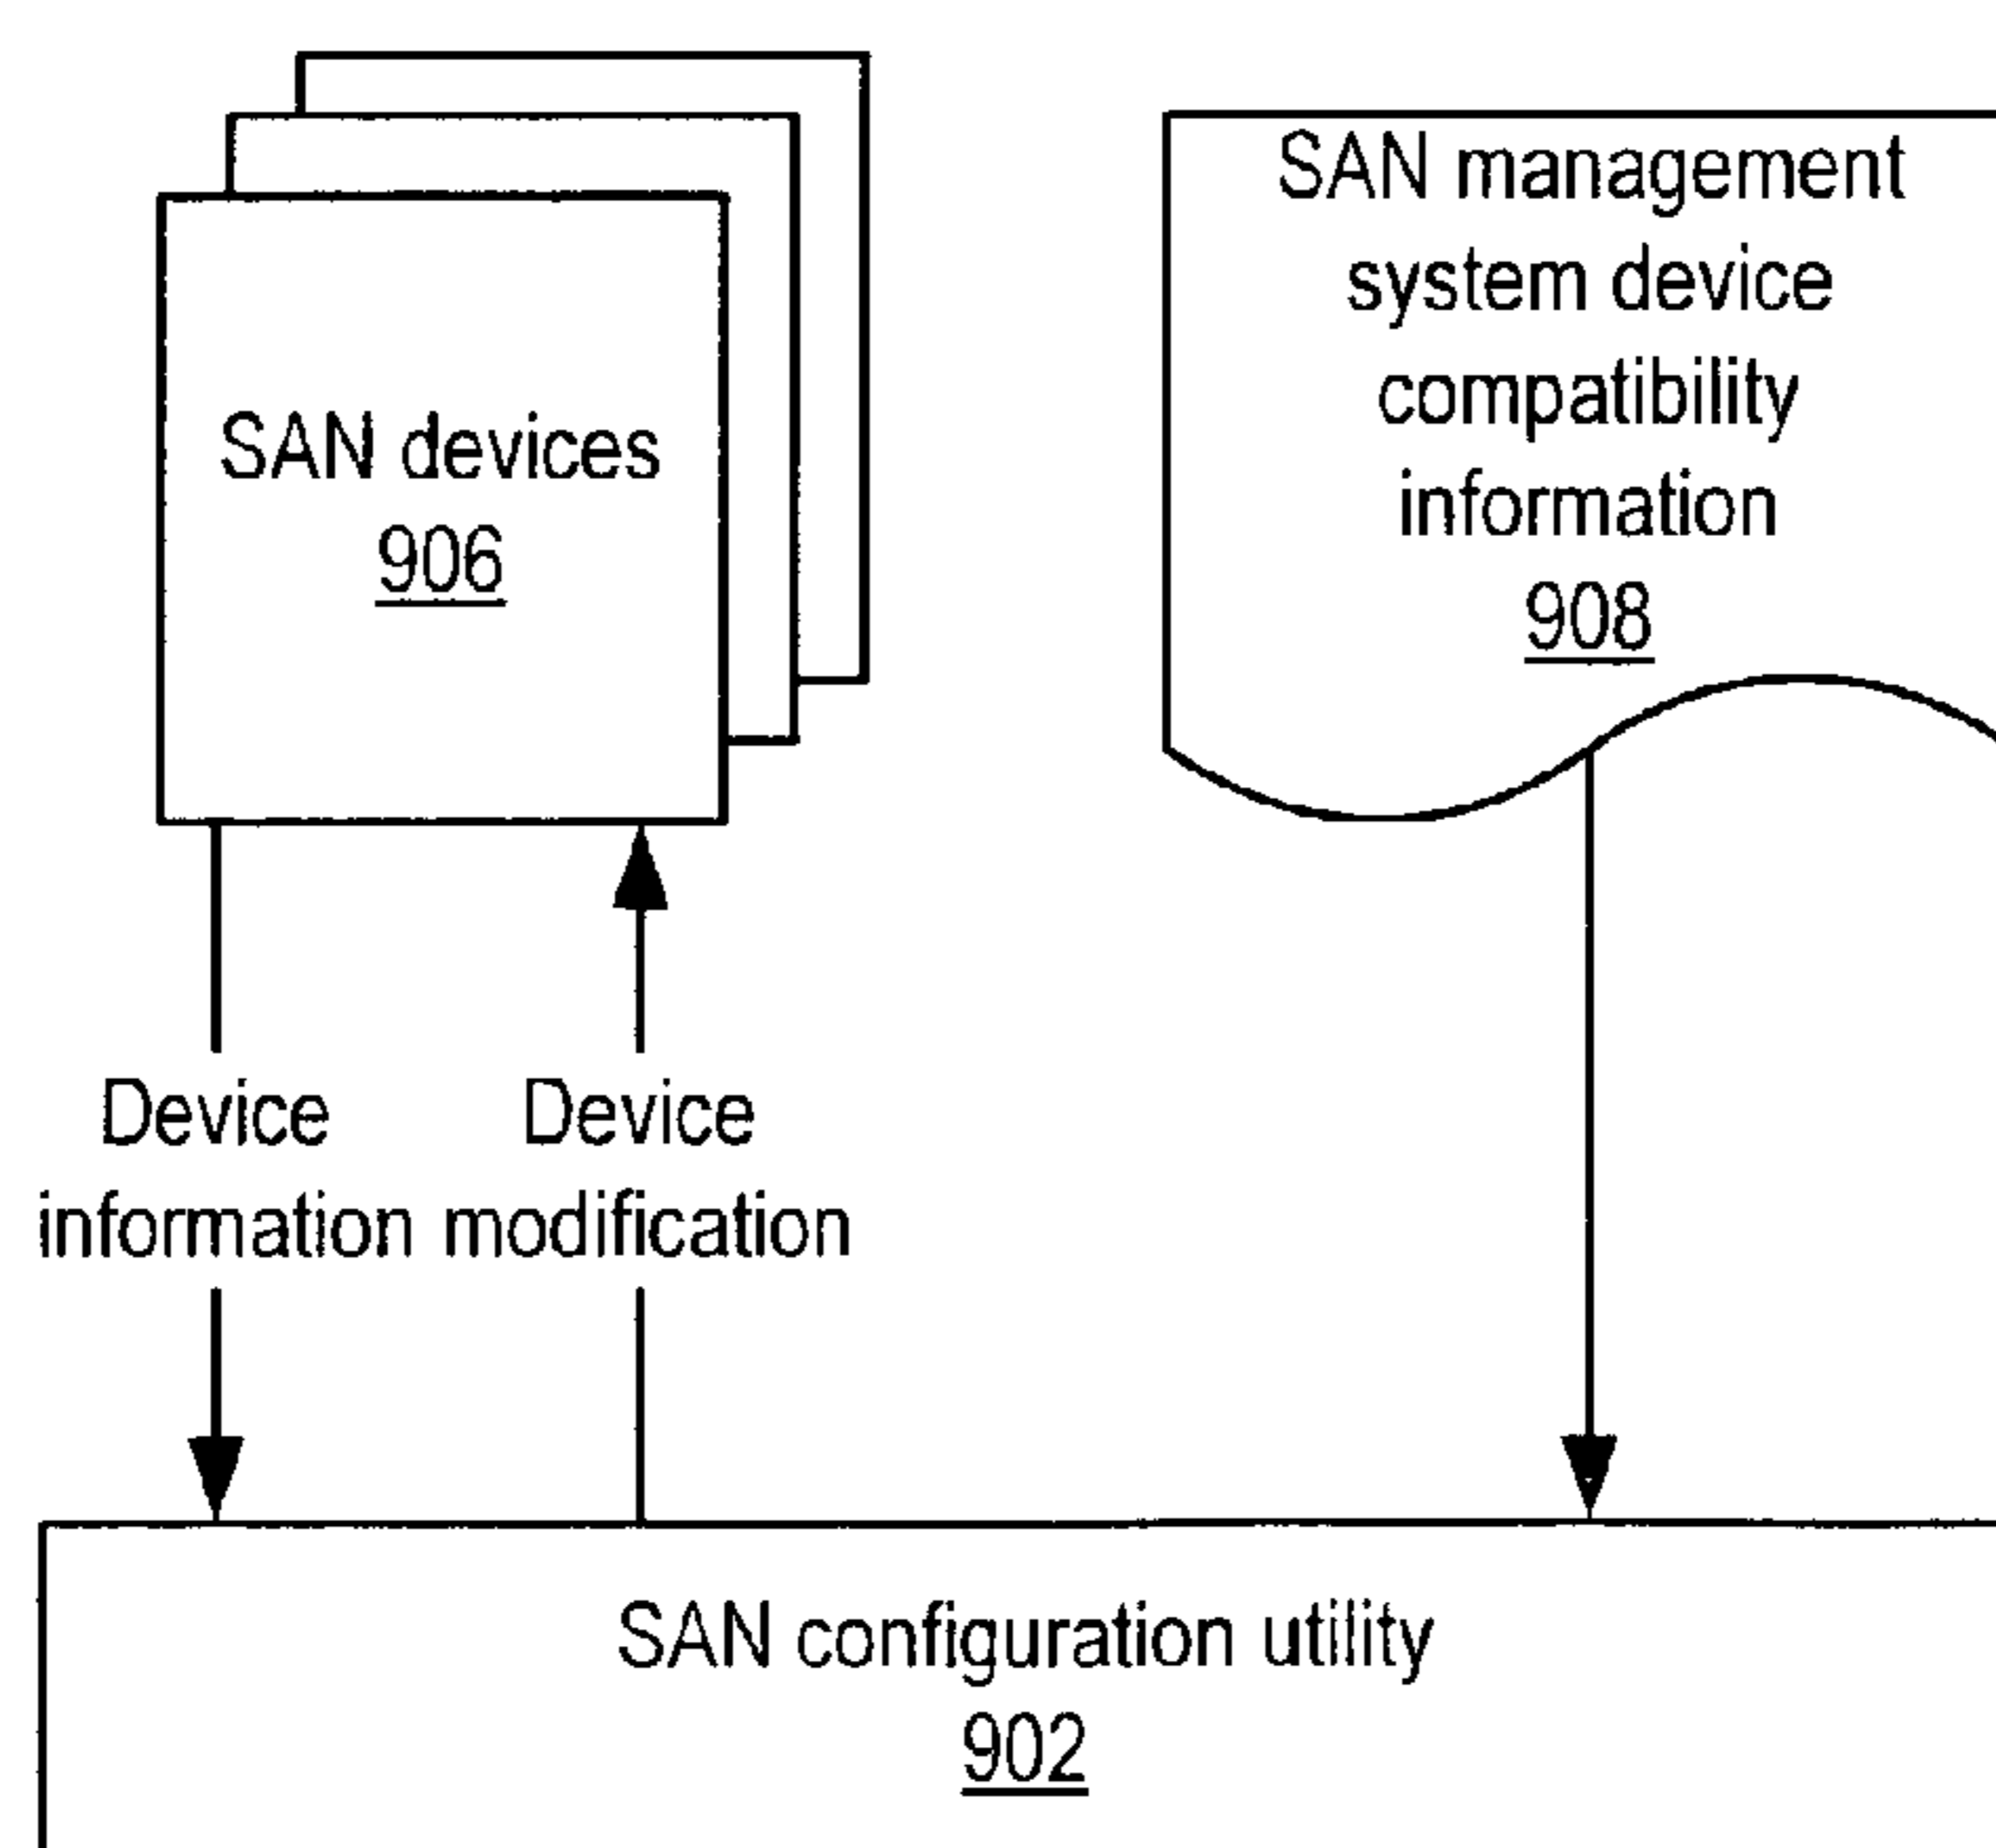 SAN devices
906
SAN management
system device
compatibility
information
908
Device
information
Device
modification
SAN configuration utility
902